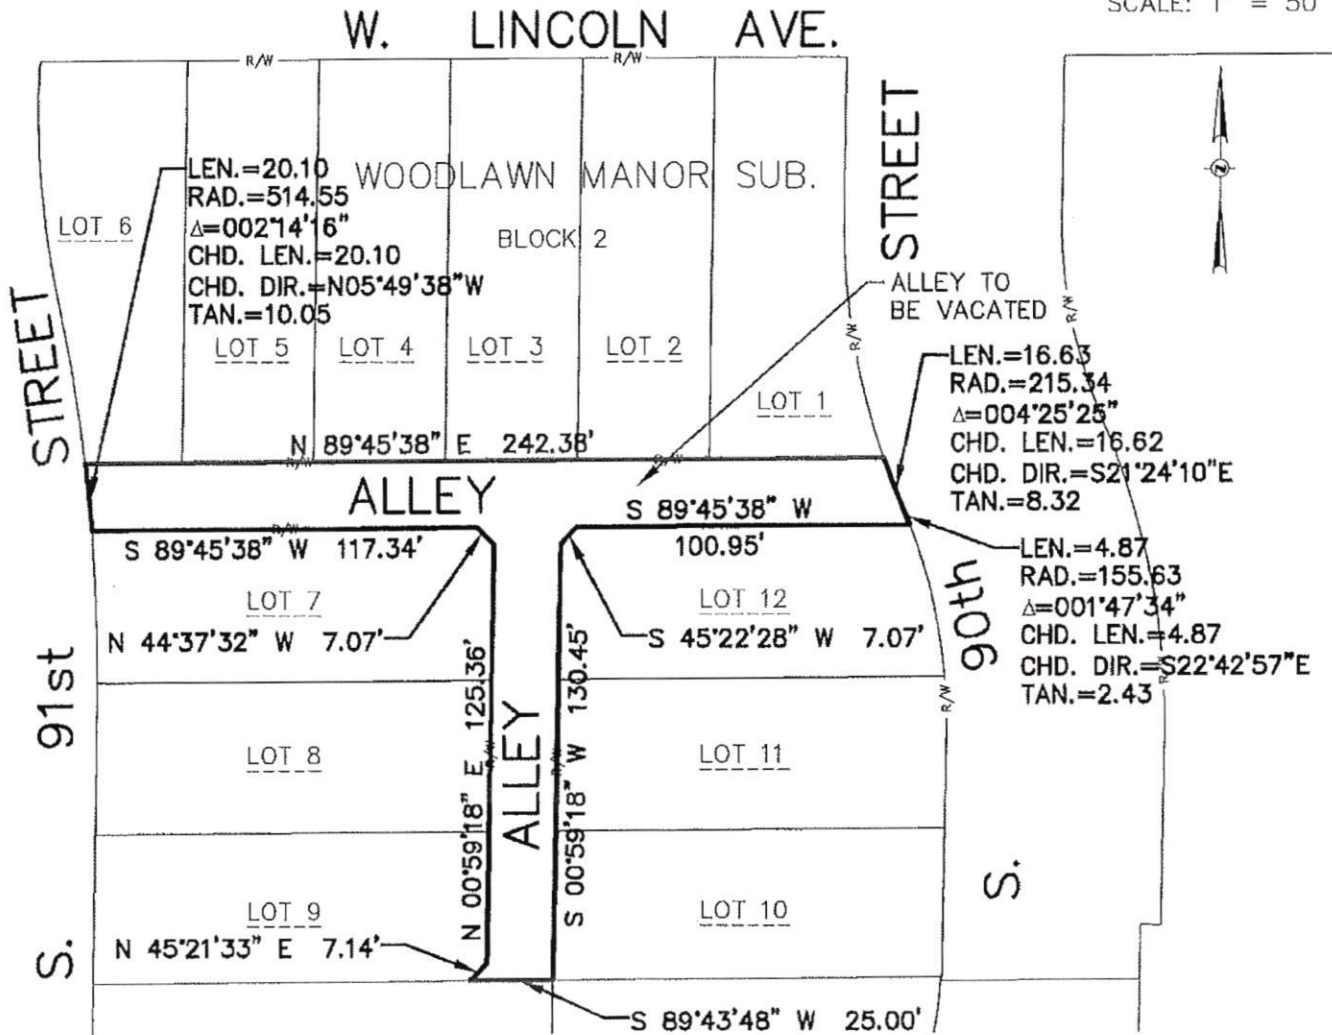 SCALE: 1" = 50'
W. LINCOLN AVE.
R/W
R/W
STREET
LEN.=20.10
RAD.=514.55
Δ=002°14'16"
CHD. LEN.=20.10
CHD. DIR.=N05°49'38"W
TAN.=10.05
WOODLAWN MANOR SUB.
BLOCK 2
LOT 6
N
ALLEY TO
BE VACATED
R/W
R/W
STREET
LOT 5
LOT 4
LOT 3
LOT 2
LOT 1
LEN.=16.63
RAD.=215.34
Δ=004°25'25"
CHD. LEN.=16.62
CHD. DIR.=S21°24'10"E
TAN.=8.32
N 89°45'38" E 242.38'
R/W
R/W
ALLEY
S 89°45'38" W
100.95'
R/W
S 89°45'38" W 117.34'
LEN.=4.87
RAD.=155.63
Δ=001°47'34"
CHD. LEN.=4.87
CHD. DIR.=S22°42'57"E
TAN.=2.43
LOT 7
LOT 12
N 44°37'32" W 7.07'
S 45°22'28" W 7.07'
90th
91st
R/W
R/W
N 00°59'18" E 125.36'
R/W
ALLEY
S 00°59'18" W 130.45'
R/W
LOT 8
LOT 11
LOT 9
LOT 10
S.
S.
N 45°21'33" E 7.14'
S 89°43'48" W 25.00'